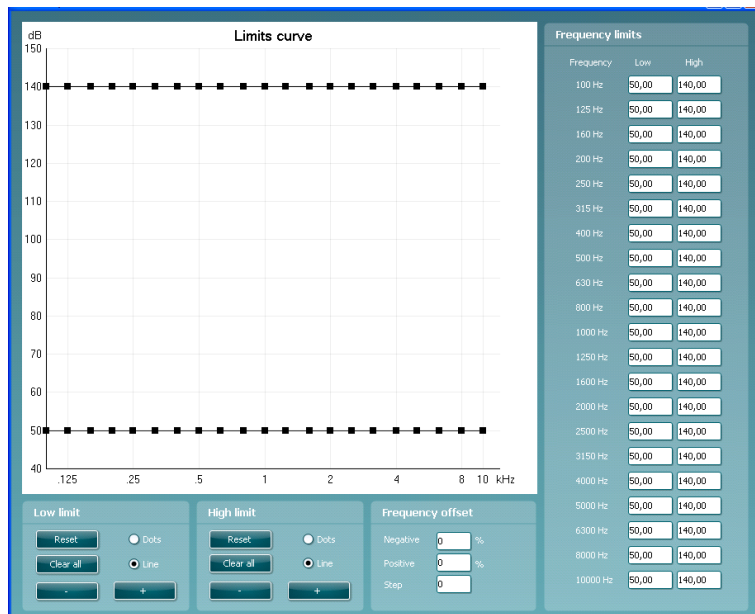 dB
Limits curve
150
140
130
120
110
100
90
80
70
60
50
40
.125 .25 .5 1 2 4 8 10 kHz
Low limit
Reset Dots
Clear all Line
- +
High limit
Reset Dots
Clear all Line
- +
Frequency offset
Negative 0 %
Positive 0 %
Step 0
Frequency limits
Frequency Low High
100 Hz 50,00 140,00
125 Hz 50,00 140,00
160 Hz 50,00 140,00
200 Hz 50,00 140,00
250 Hz 50,00 140,00
315 Hz 50,00 140,00
400 Hz 50,00 140,00
500 Hz 50,00 140,00
630 Hz 50,00 140,00
800 Hz 50,00 140,00
1000 Hz 50,00 140,00
1250 Hz 50,00 140,00
1600 Hz 50,00 140,00
2000 Hz 50,00 140,00
2500 Hz 50,00 140,00
3150 Hz 50,00 140,00
4000 Hz 50,00 140,00
5000 Hz 50,00 140,00
6300 Hz 50,00 140,00
8000 Hz 50,00 140,00
10000 Hz 50,00 140,00